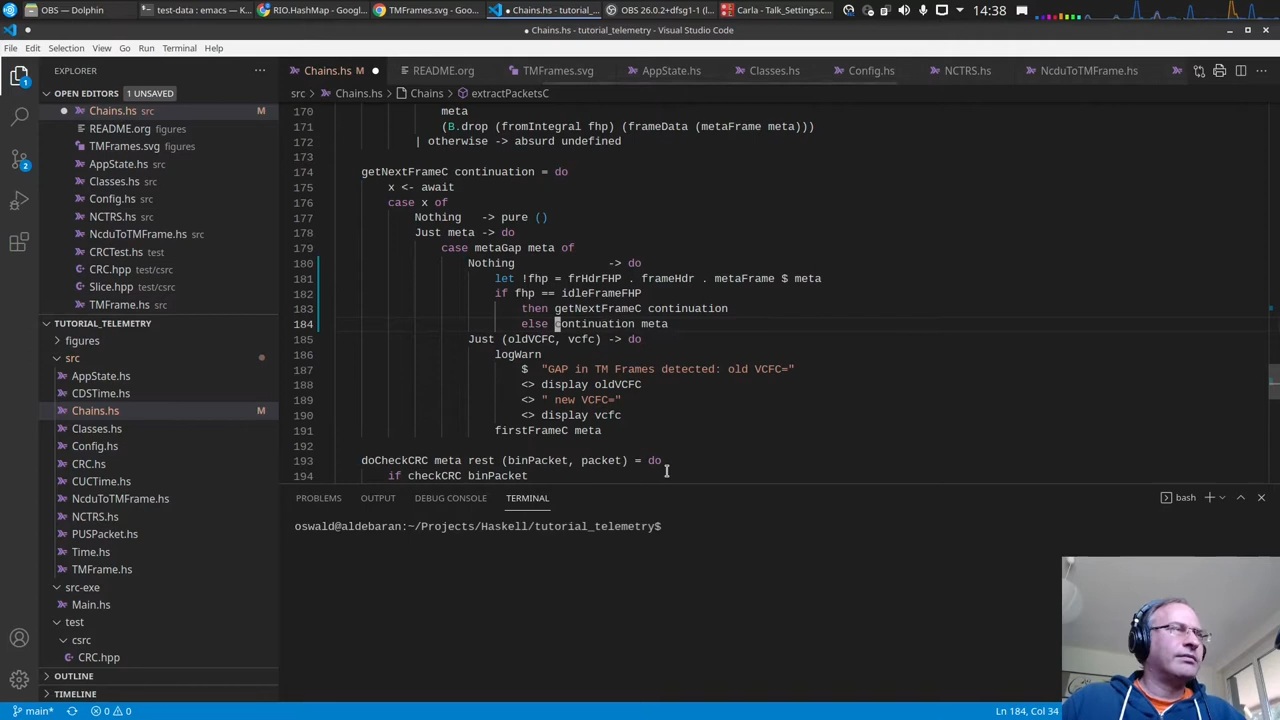 OBS — Dolphin
test-data : emacs — K...
RIO.HashMap - Googl...
TMFrames.svg - Goo...
● Chains.hs - tutorial_...
OBS 26.0.2+dfsg1-1 (l...
Carla - Talk_Settings.c...
14:38
● Chains.hs - tutorial_telemetry - Visual Studio Code
File Edit Selection View Go Run Terminal Help
EXPLORER
Chains.hs M ●
README.org
TMFrames.svg
AppState.hs
Classes.hs
Config.hs
NCTRS.hs
NcduToTMFrame.hs
OPEN EDITORS 1 UNSAVED
src > Chains.hs > Chains > extractPacketsC
● Chains.hs src M
README.org figures
TMFrames.svg figures
AppState.hs src
Classes.hs src
Config.hs src
NCTRS.hs src
NcduToTMFrame.hs src
CRCTest.hs test
CRC.hpp test/csrc
Slice.hpp test/csrc
TMFrame.hs src
TUTORIAL_TELEMETRY
figures
src
AppState.hs
CDSTime.hs
Chains.hs M
Classes.hs
Config.hs
CRC.hs
CUCTime.hs
NcduToTMFrame.hs
NCTRS.hs
PUSPacket.hs
Time.hs
TMFrame.hs
src-exe
Main.hs
test
csrc
CRC.hpp
OUTLINE
TIMELINE
170 meta
171 (B.drop (fromIntegral fhp) (frameData (metaFrame meta)))
172 | otherwise -> absurd undefined
173
174 getNextFrameC continuation = do
175 x <- await
176 case x of
177 Nothing -> pure ()
178 Just meta -> do
179 case metaGap meta of
180 Nothing -> do
181 let !fhp = frHdrFHP . frameHdr . metaFrame $ meta
182 if fhp == idleFrameFHP
183 then getNextFrameC continuation
184 else continuation meta
185 Just (oldVCFC, vcfc) -> do
186 logWarn
187 $ "GAP in TM Frames detected: old VCFC="
188 <> display oldVCFC
189 <> " new VCFC="
190 <> display vcfc
191 firstFrameC meta
192
193 doCheckCRC meta rest (binPacket, packet) = do
194 if checkCRC binPacket
PROBLEMS OUTPUT DEBUG CONSOLE TERMINAL
bash
oswald@aldebaran:~/Projects/Haskell/tutorial_telemetry$
main*
0 0
Ln 184, Col 34
1
2